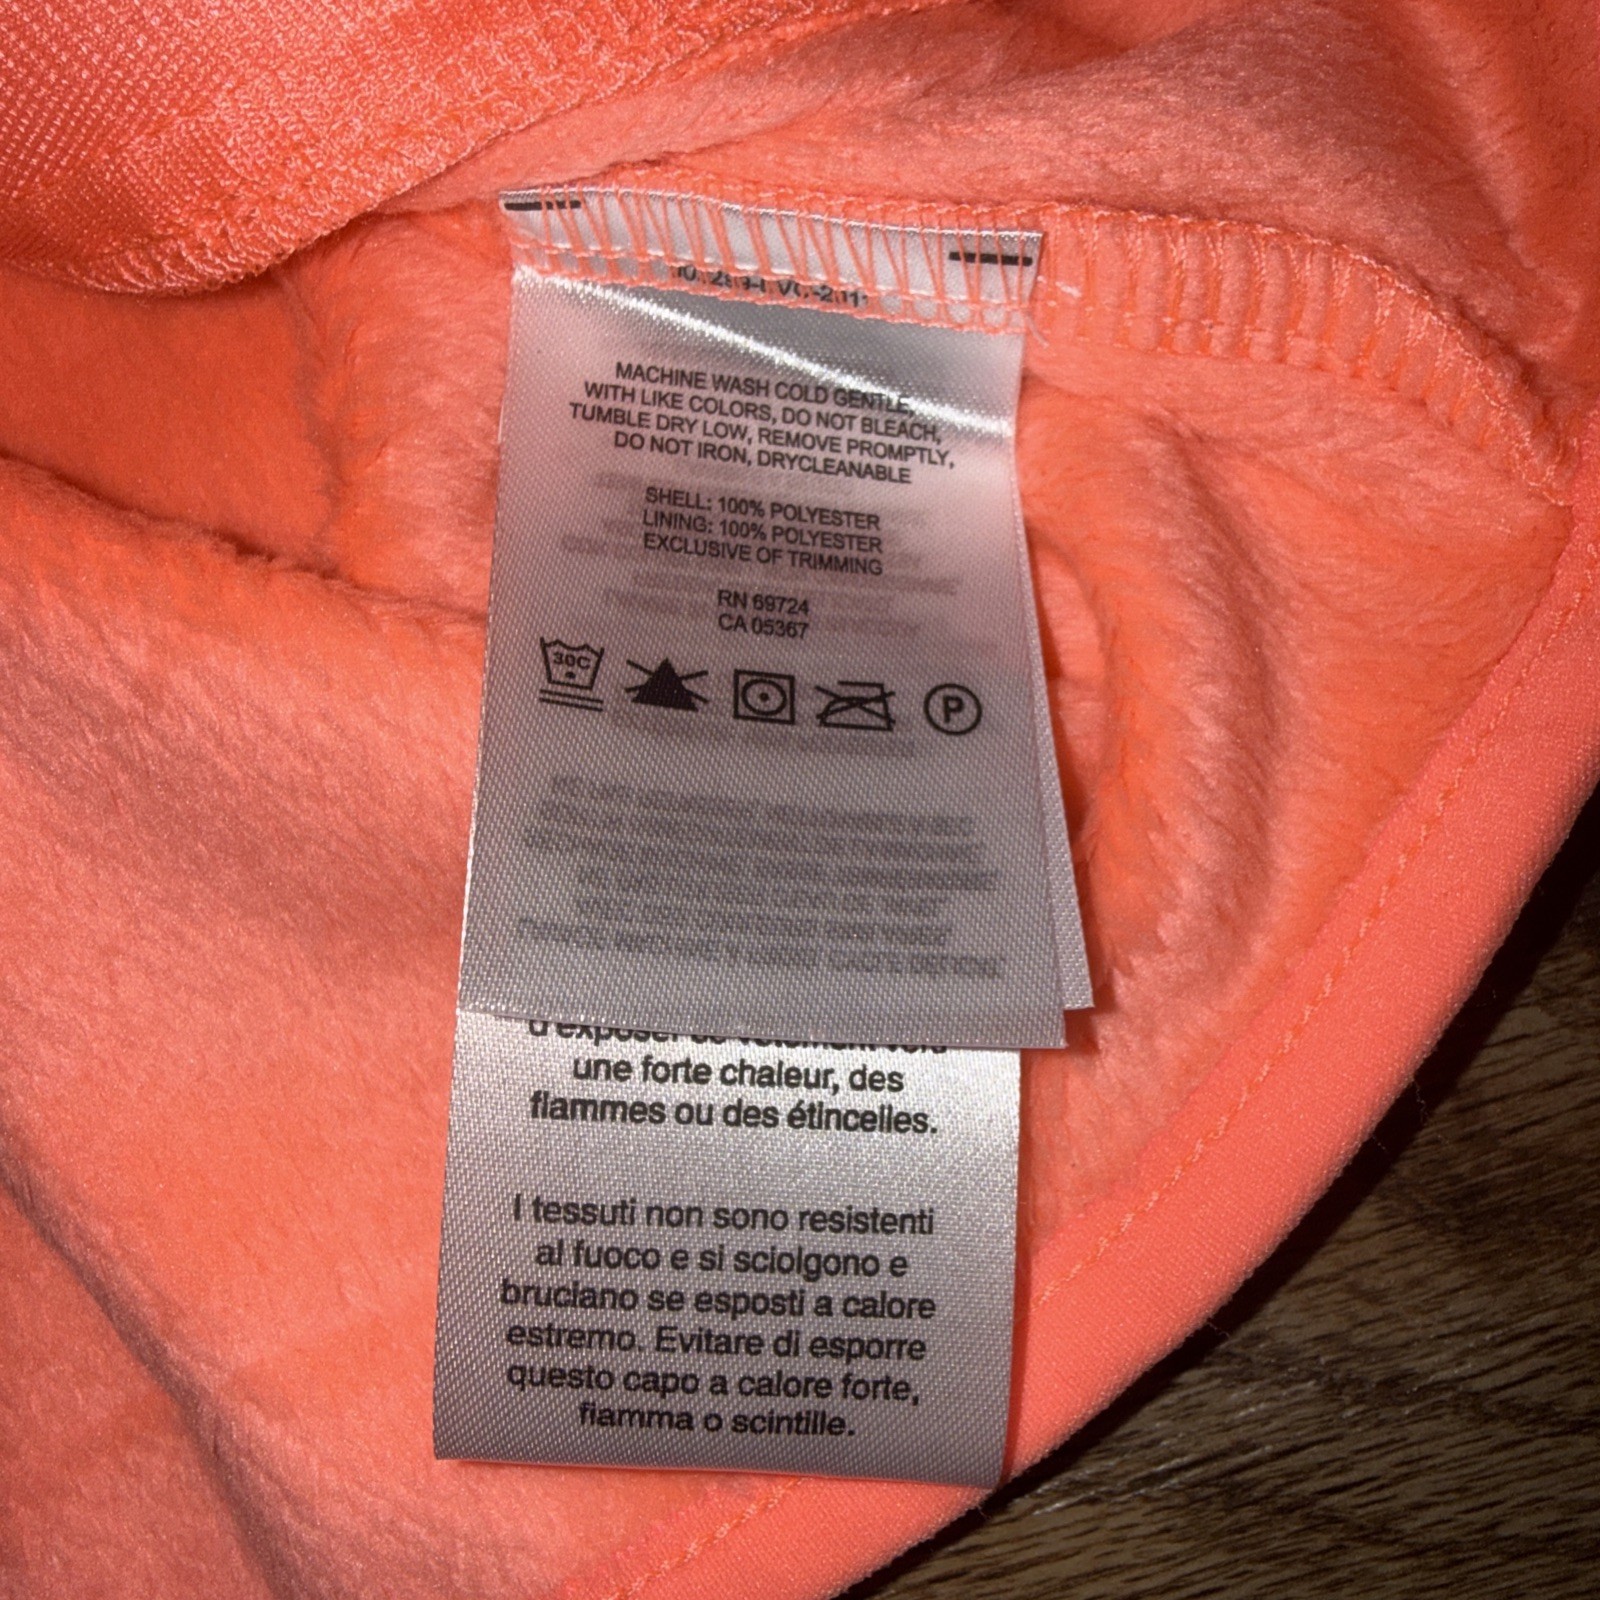 MACHINE WASH COLD GENTLE,
WITH LIKE COLORS, DO NOT BLEACH,
TUMBLE DRY LOW, REMOVE PROMPTLY,
DO NOT IRON, DRYCLEANABLE
SHELL: 100% POLYESTER
LINING: 100% POLYESTER
EXCLUSIVE OF TRIMMING
RN 69724
CA 05367
30C
P
une forte chaleur, des
flammes ou des étincelles.
I tessuti non sono resistenti
al fuoco e si sciolgono e
bruciano se esposti a calore
estremo. Evitare di esporre
questo capo a calore forte,
fiamma o scintille.